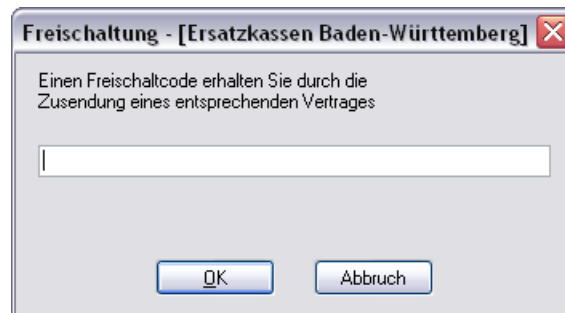 Freischaltung - [Ersatzkassen Baden-Württemberg]
Einen Freischaltcode erhalten Sie durch die
Zusendung eines entsprechenden Vertrages
OK
Abbruch